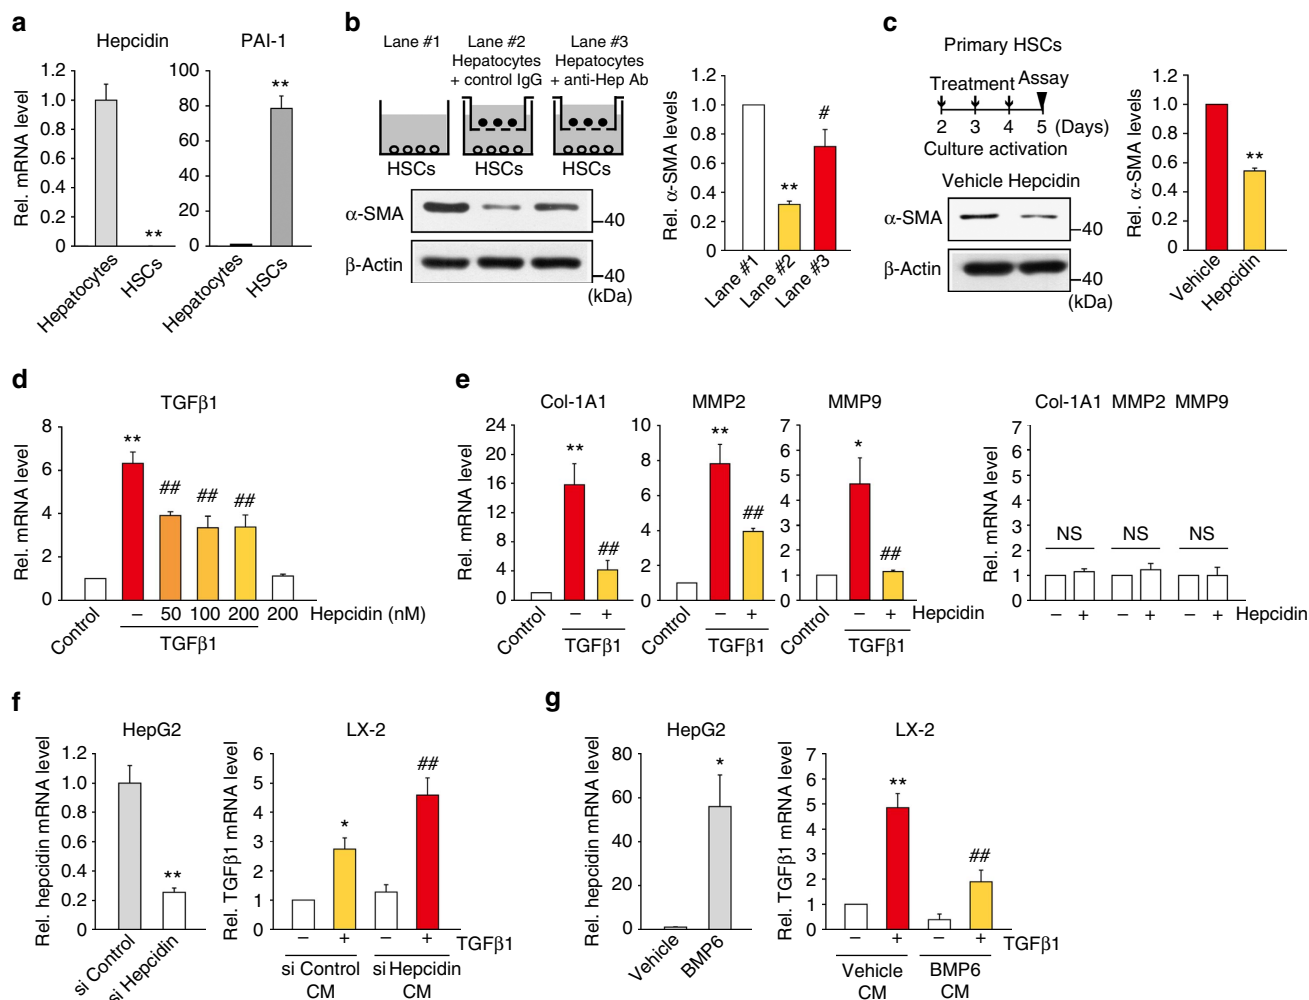 a
Hepcidin
PAI-1
Rel. mRNA level
1.2
1.0
0.8
0.6
0.4
0.2
0
**
Hepatocytes
HSCs
100
80
60
40
20
0
**
Hepatocytes
HSCs
b
Lane #1
Lane #2
Hepatocytes
+ control IgG
Lane #3
Hepatocytes
+ anti-Hep Ab
HSCs
HSCs
HSCs
α-SMA
40
β-Actin
40
(kDa)
Rel. α-SMA levels
1.2
1.0
0.8
0.6
0.4
0.2
0
**
#
Lane #1
Lane #2
Lane #3
c
Primary HSCs
Treatment
Assay
2 3 4 5 (Days)
Culture activation
Vehicle Hepcidin
α-SMA
40
β-Actin
40
(kDa)
Rel. α-SMA levels
1.2
1.0
0.8
0.6
0.4
0.2
0
**
Vehicle
Hepcidin
d
TGFβ1
Rel. mRNA level
8
6
4
2
0
**
##
##
##
Control
– 50 100 200 200 Hepcidin (nM)
TGFβ1
e
Col-1A1
Rel. mRNA level
24
20
16
12
8
4
0
**
##
Control
– +
TGFβ1
MMP2
10
8
6
4
2
0
**
##
Control
– +
TGFβ1
MMP9
7
6
5
4
3
2
1
0
*
##
Control
– + Hepcidin
TGFβ1
Col-1A1 MMP2 MMP9
Rel. mRNA level
7
6
5
4
3
2
1
0
NS NS NS
– + – + – + Hepcidin
f
HepG2
Rel. hepcidin mRNA level
1.2
1.0
0.8
0.6
0.4
0.2
0
**
si Control
si Hepcidin
LX-2
Rel. TGFβ1 mRNA level
6
5
4
3
2
1
0
*
##
– + – + TGFβ1
si Control
CM
si Hepcidin
CM
g
HepG2
Rel. hepcidin mRNA level
80
60
40
20
0
*
Vehicle
BMP6
LX-2
Rel. TGFβ1 mRNA level
7
6
5
4
3
2
1
0
**
##
– + – + TGFβ1
Vehicle
CM
BMP6
CM